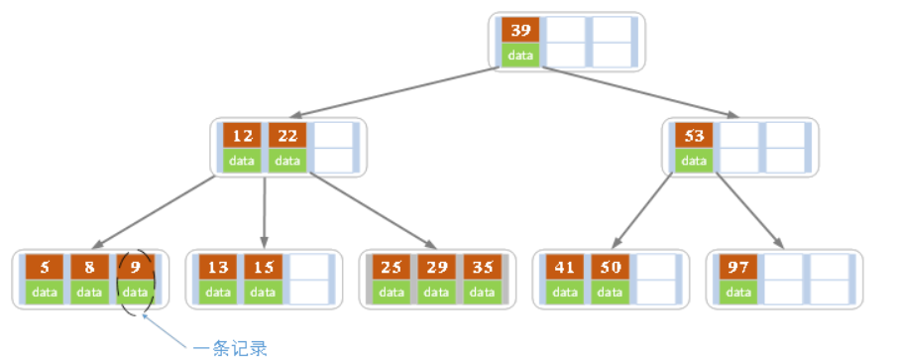 39
data
12 22
data data
53
data
5 8 9
data data data
13 15
data data
25 29 35
data data data
41 50
data data
97
data
一条记录